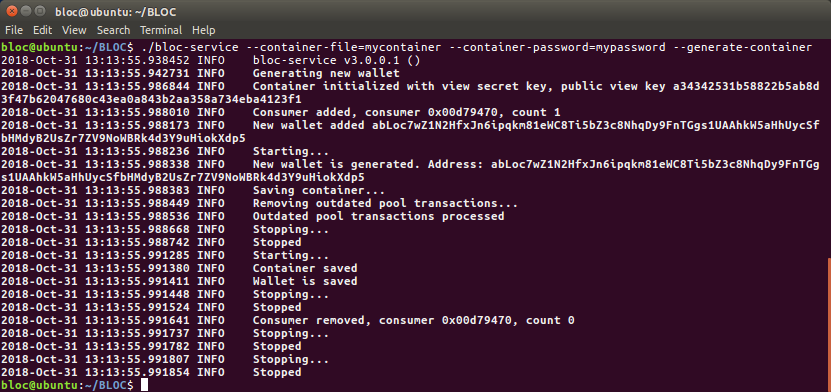 bloc@ubuntu: ~/BLOC
File Edit View Search Terminal Help
bloc@ubuntu:~/BLOC$ ./bloc-service --container-file=mycontainer --container-password=mypassword --generate-container
2018-Oct-31 13:13:55.938452 INFO    bloc-service v3.0.0.1 ()
2018-Oct-31 13:13:55.942731 INFO    Generating new wallet
2018-Oct-31 13:13:55.986844 INFO    Container initialized with view secret key, public view key a34342531b58822b5ab8d
3f47b62047680c43ea0a843b2aa358a734eba4123f1
2018-Oct-31 13:13:55.988010 INFO    Consumer added, consumer 0x00d79470, count 1
2018-Oct-31 13:13:55.988173 INFO    New wallet added abLoc7wZ1N2HfxJn6ipqkm81eWC8Ti5bZ3c8NhqDy9FnTGgs1UAAhkW5aHhUycSf
bHMdyB2UsZr7ZV9NoWBRk4d3Y9uHiokXdp5
2018-Oct-31 13:13:55.988236 INFO    Starting...
2018-Oct-31 13:13:55.988338 INFO    New wallet is generated. Address: abLoc7wZ1N2HfxJn6ipqkm81eWC8Ti5bZ3c8NhqDy9FnTGg
s1UAAhkW5aHhUycSfbHMdyB2UsZr7ZV9NoWBRk4d3Y9uHiokXdp5
2018-Oct-31 13:13:55.988383 INFO    Saving container...
2018-Oct-31 13:13:55.988449 INFO    Removing outdated pool transactions...
2018-Oct-31 13:13:55.988536 INFO    Outdated pool transactions processed
2018-Oct-31 13:13:55.988668 INFO    Stopping...
2018-Oct-31 13:13:55.988742 INFO    Stopped
2018-Oct-31 13:13:55.991285 INFO    Starting...
2018-Oct-31 13:13:55.991380 INFO    Container saved
2018-Oct-31 13:13:55.991411 INFO    Wallet is saved
2018-Oct-31 13:13:55.991448 INFO    Stopping...
2018-Oct-31 13:13:55.991524 INFO    Stopped
2018-Oct-31 13:13:55.991641 INFO    Consumer removed, consumer 0x00d79470, count 0
2018-Oct-31 13:13:55.991737 INFO    Stopping...
2018-Oct-31 13:13:55.991782 INFO    Stopped
2018-Oct-31 13:13:55.991807 INFO    Stopping...
2018-Oct-31 13:13:55.991854 INFO    Stopped
bloc@ubuntu:~/BLOC$